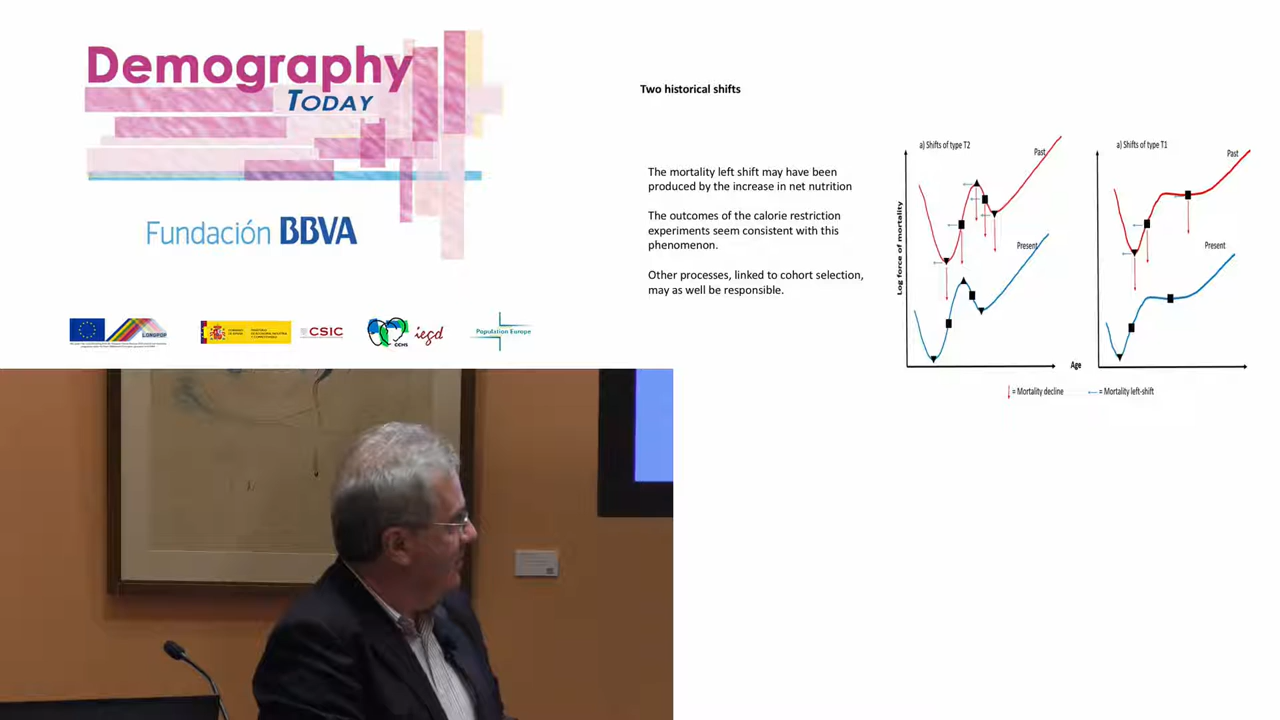 Demography
TODAY
Fundación BBVA
LONGPOP
CSIC
CCHS
iegd
Population Europe
Two historical shifts
The mortality left shift may have been
produced by the increase in net nutrition
The outcomes of the calorie restriction
experiments seem consistent with this
phenomenon.
Other processes, linked to cohort selection,
may as well be responsible.
a) Shifts of type T2
Past
Present
Log force of mortality
a) Shifts of type T1
Past
Present
Age
= Mortality decline
= Mortality left-shift